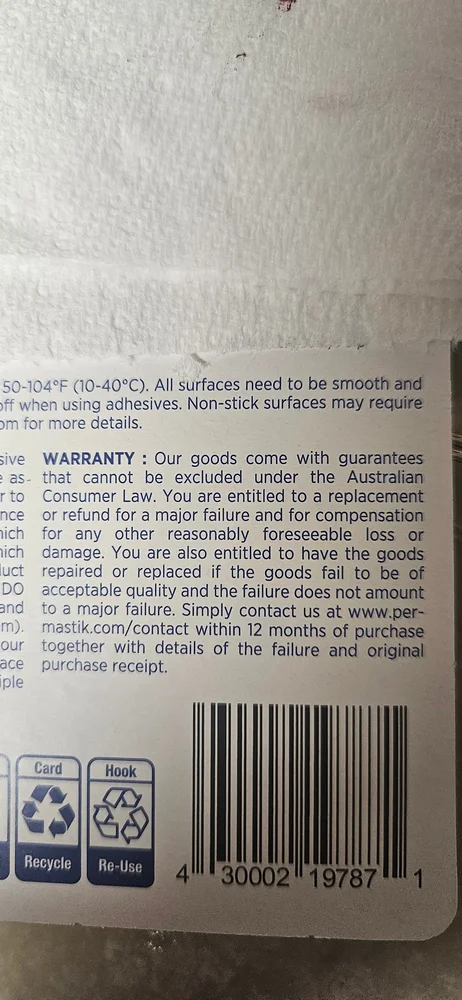 50-104°F (10-40°C). All surfaces need to be smooth and
off when using adhesives. Non-stick surfaces may require
om for more details.
sive
e as-
r to
nce
hich
hich
uct
DO
and
m).
our
ace
iple
WARRANTY : Our goods come with guarantees
that cannot be excluded under the Australian
Consumer Law. You are entitled to a replacement
or refund for a major failure and for compensation
for any other reasonably foreseeable loss or
damage. You are also entitled to have the goods
repaired or replaced if the goods fail to be of
acceptable quality and the failure does not amount
to a major failure. Simply contact us at www.per-
mastik.com/contact within 12 months of purchase
together with details of the failure and original
purchase receipt.
Card
Recycle
Hook
Re-Use
4 30002 19787 1